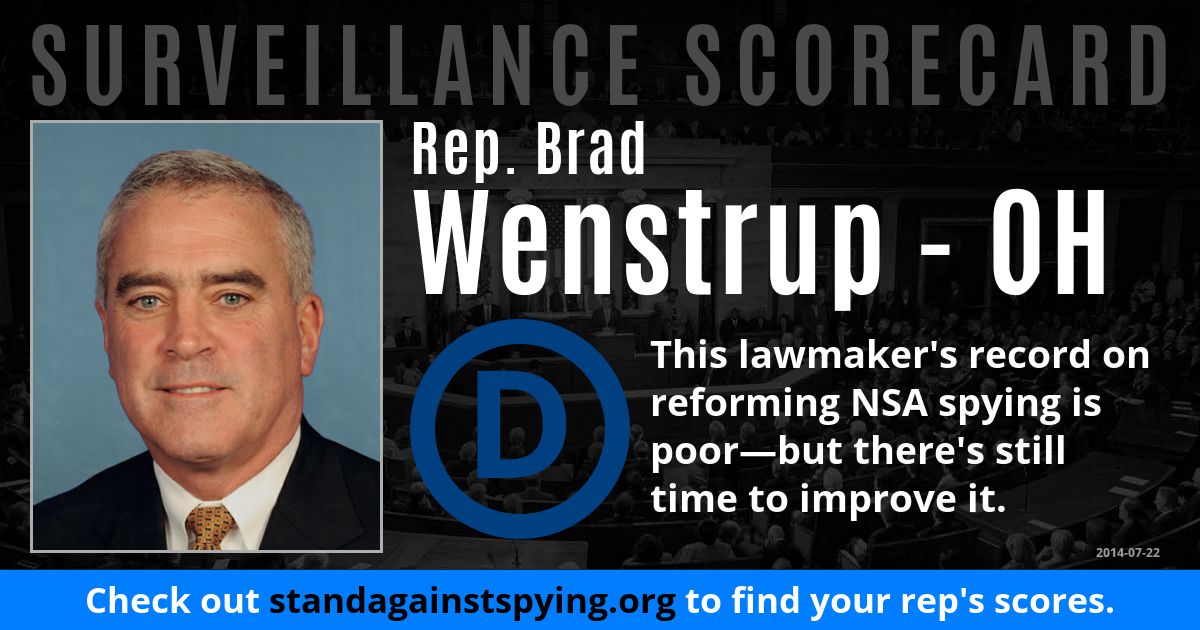 SURVEILLANCE SCORECARD
Rep. Brad
Wenstrup - OH
D
This lawmaker's record on
reforming NSA spying is
poor—but there's still
time to improve it.
2014-07-22
Check out standagainstspying.org to find your rep's scores.